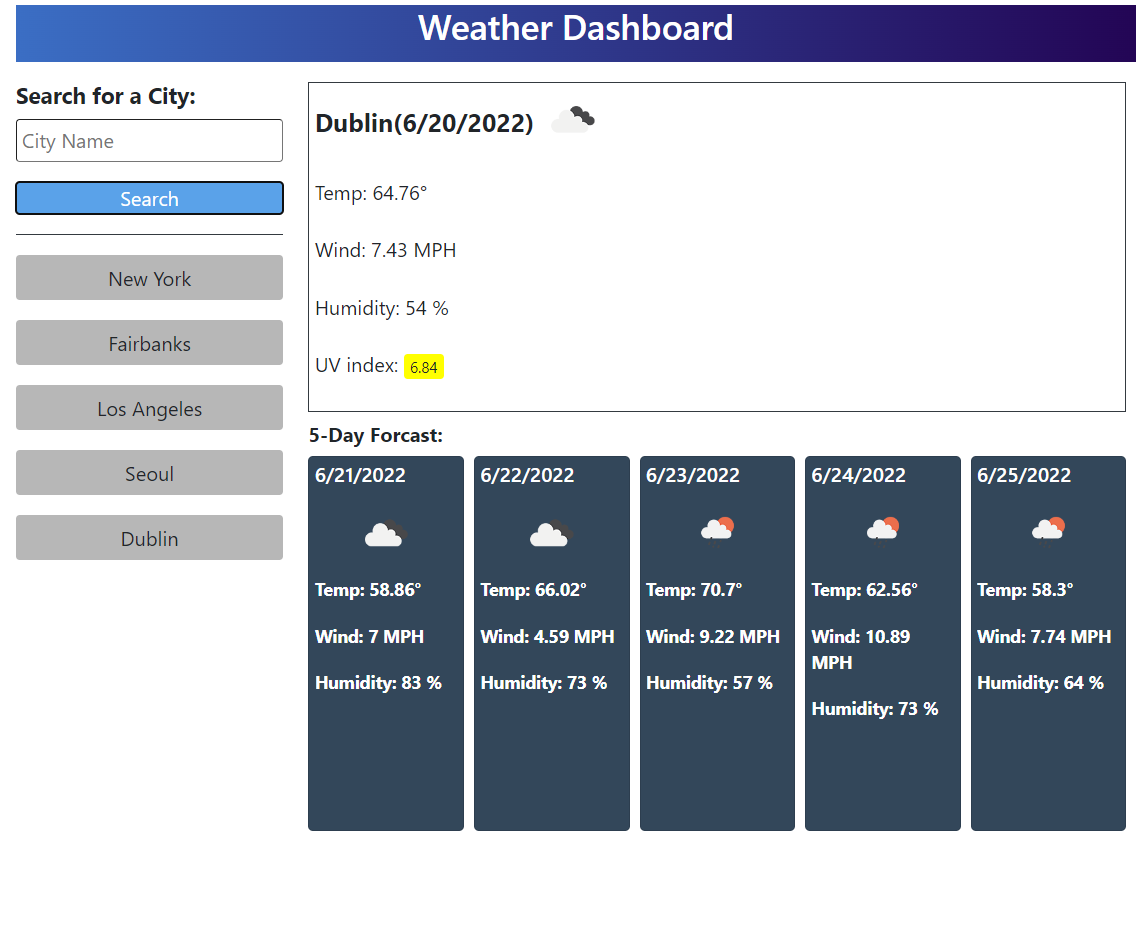 Weather Dashboard
Search for a City:
City Name
Search
New York
Fairbanks
Los Angeles
Seoul
Dublin
Dublin(6/20/2022)
Temp: 64.76°
Wind: 7.43 MPH
Humidity: 54 %
UV index: 6.84
5-Day Forcast:
6/21/2022
Temp: 58.86°
Wind: 7 MPH
Humidity: 83 %
6/22/2022
Temp: 66.02°
Wind: 4.59 MPH
Humidity: 73 %
6/23/2022
Temp: 70.7°
Wind: 9.22 MPH
Humidity: 57 %
6/24/2022
Temp: 62.56°
Wind: 10.89
MPH
Humidity: 73 %
6/25/2022
Temp: 58.3°
Wind: 7.74 MPH
Humidity: 64 %